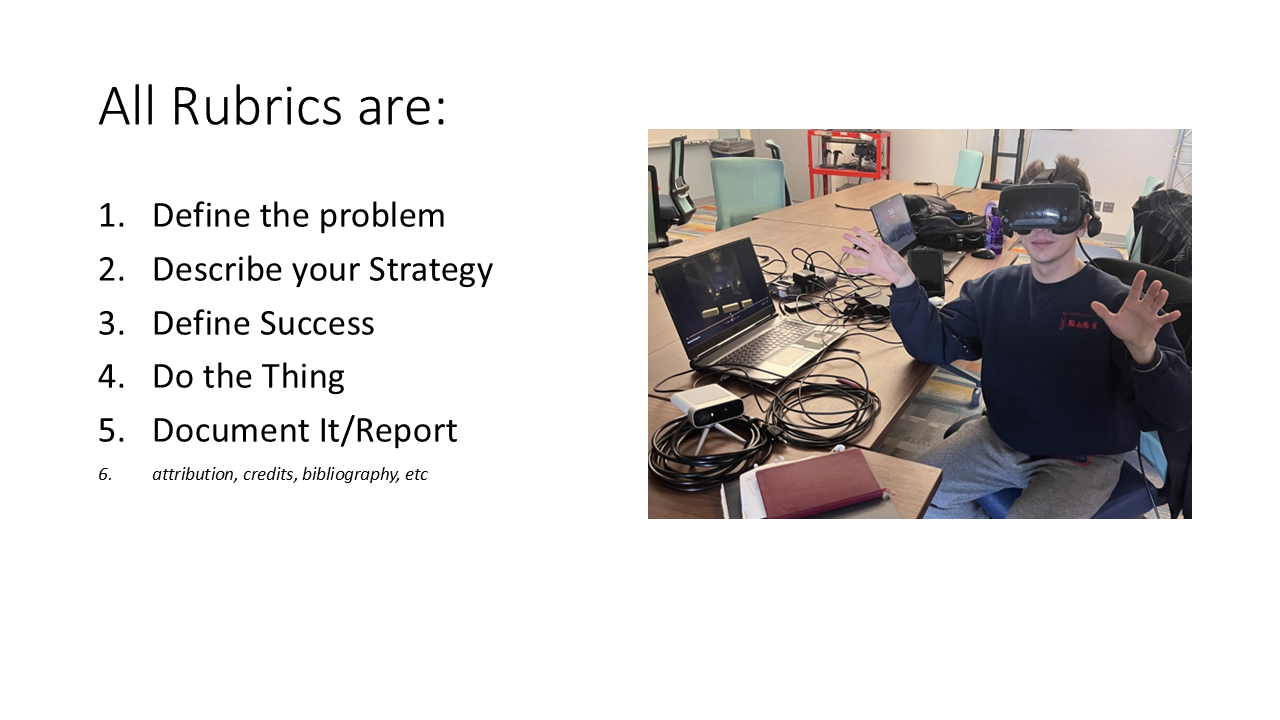 All Rubrics are:
1. Define the problem
2. Describe your Strategy
3. Define Success
4. Do the Thing
5. Document It/Report
6. attribution, credits, bibliography, etc